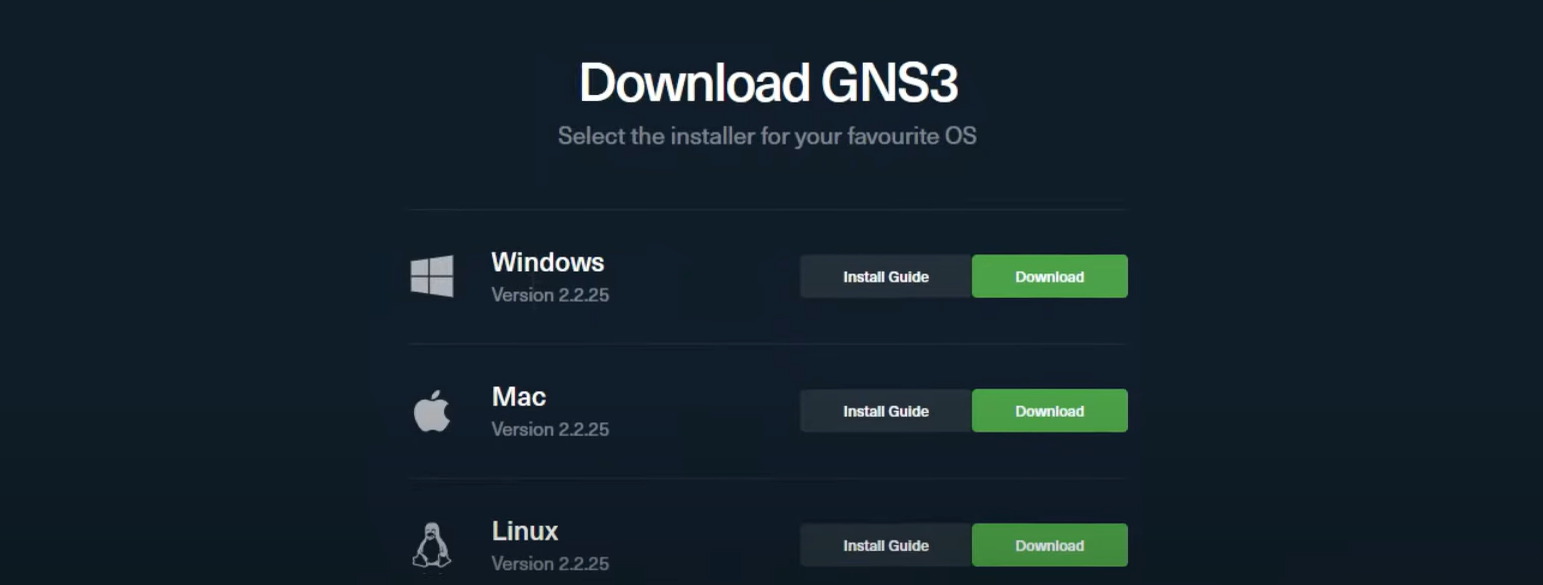 Download GNS3
Select the installer for your favourite OS
Windows
Version 2.2.25
Install Guide
Download
Mac
Version 2.2.25
Install Guide
Download
Linux
Version 2.2.25
Install Guide
Download